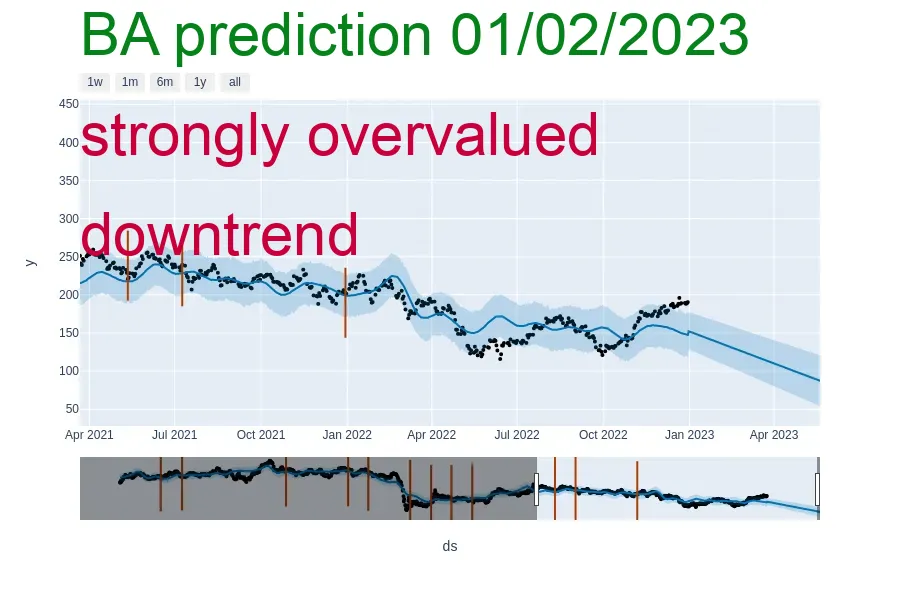 BA prediction 01/02/2023
1w 1m 6m 1y all
strongly overvalued
downtrend
450
400
350
300
250
200
150
100
50
y
Apr 2021 Jul 2021 Oct 2021 Jan 2022 Apr 2022 Jul 2022 Oct 2022 Jan 2023 Apr 2023
ds